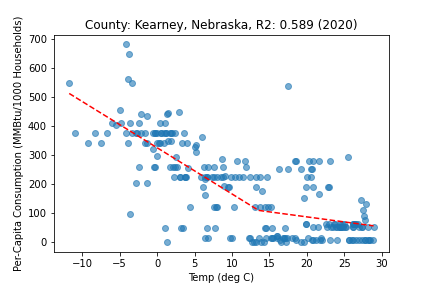 County: Kearney, Nebraska, R2: 0.589 (2020)
Per-Capita Consumption (MMBtu/1000 Households)
700
600
500
400
300
200
100
0
−10 −5 0 5 10 15 20 25 30
Temp (deg C)